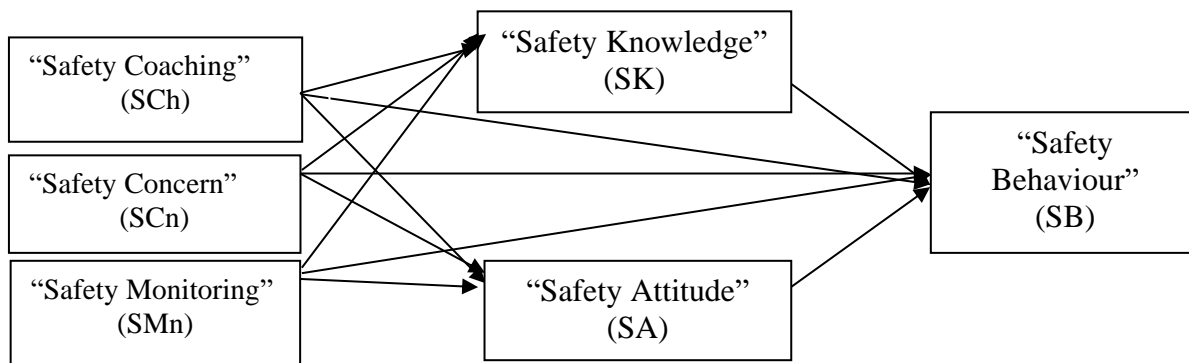 “Safety Coaching”
(SCh)
“Safety Concern”
(SCn)
“Safety Monitoring”
(SMn)
“Safety Knowledge”
(SK)
“Safety Attitude”
(SA)
“Safety
Behaviour”
(SB)